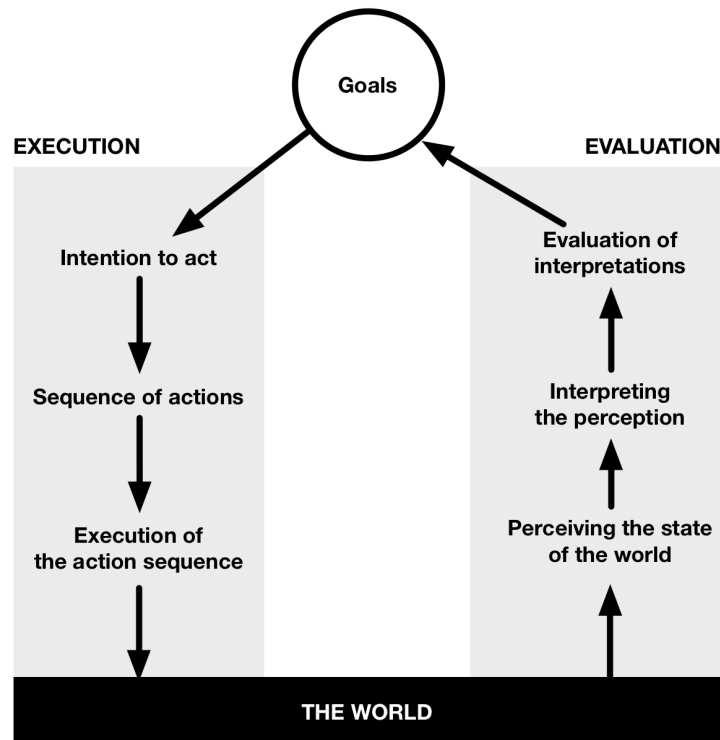 Goals
EXECUTION
EVALUATION
Intention to act
Sequence of actions
Execution of
the action sequence
Evaluation of
interpretations
Interpreting
the perception
Perceiving the state
of the world
THE WORLD